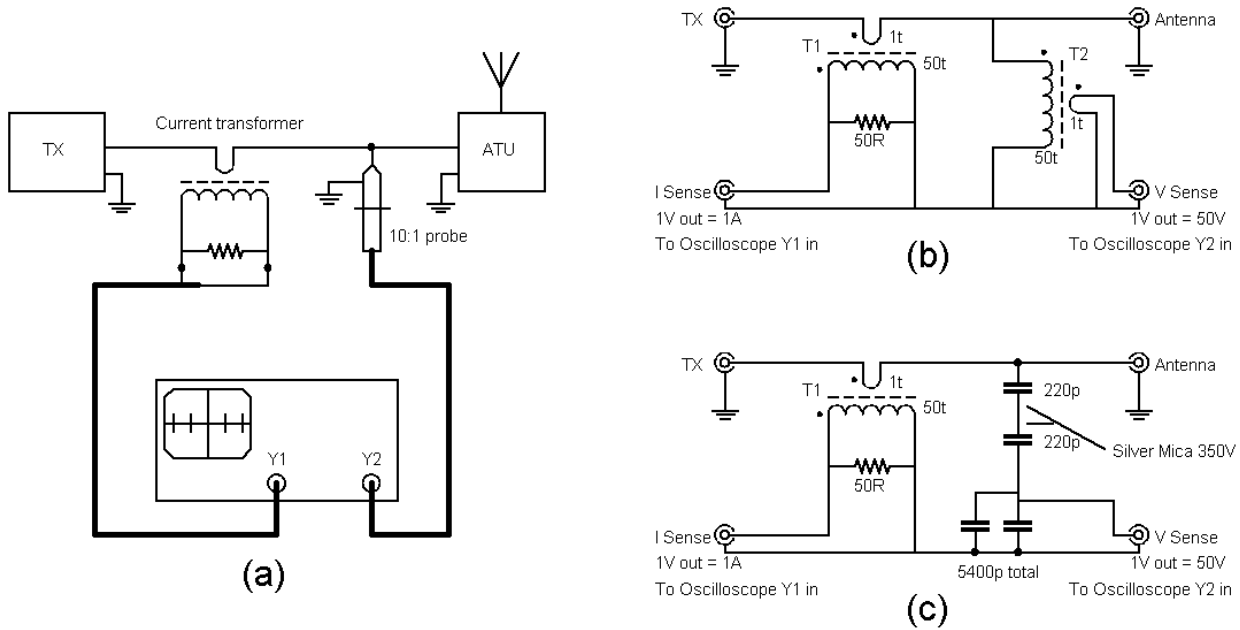 Current transformer
TX
ATU
10:1 probe
Y1
Y2
(a)
TX
1t
Antenna
T1
50t
T2
50R
1t
50t
I Sense
V Sense
1V out = 1A
1V out = 50V
To Oscilloscope Y1 in
To Oscilloscope Y2 in
(b)
TX
1t
Antenna
T1
50t
220p
220p
Silver Mica 350V
50R
I Sense
V Sense
1V out = 1A
5400p total
1V out = 50V
To Oscilloscope Y1 in
To Oscilloscope Y2 in
(c)